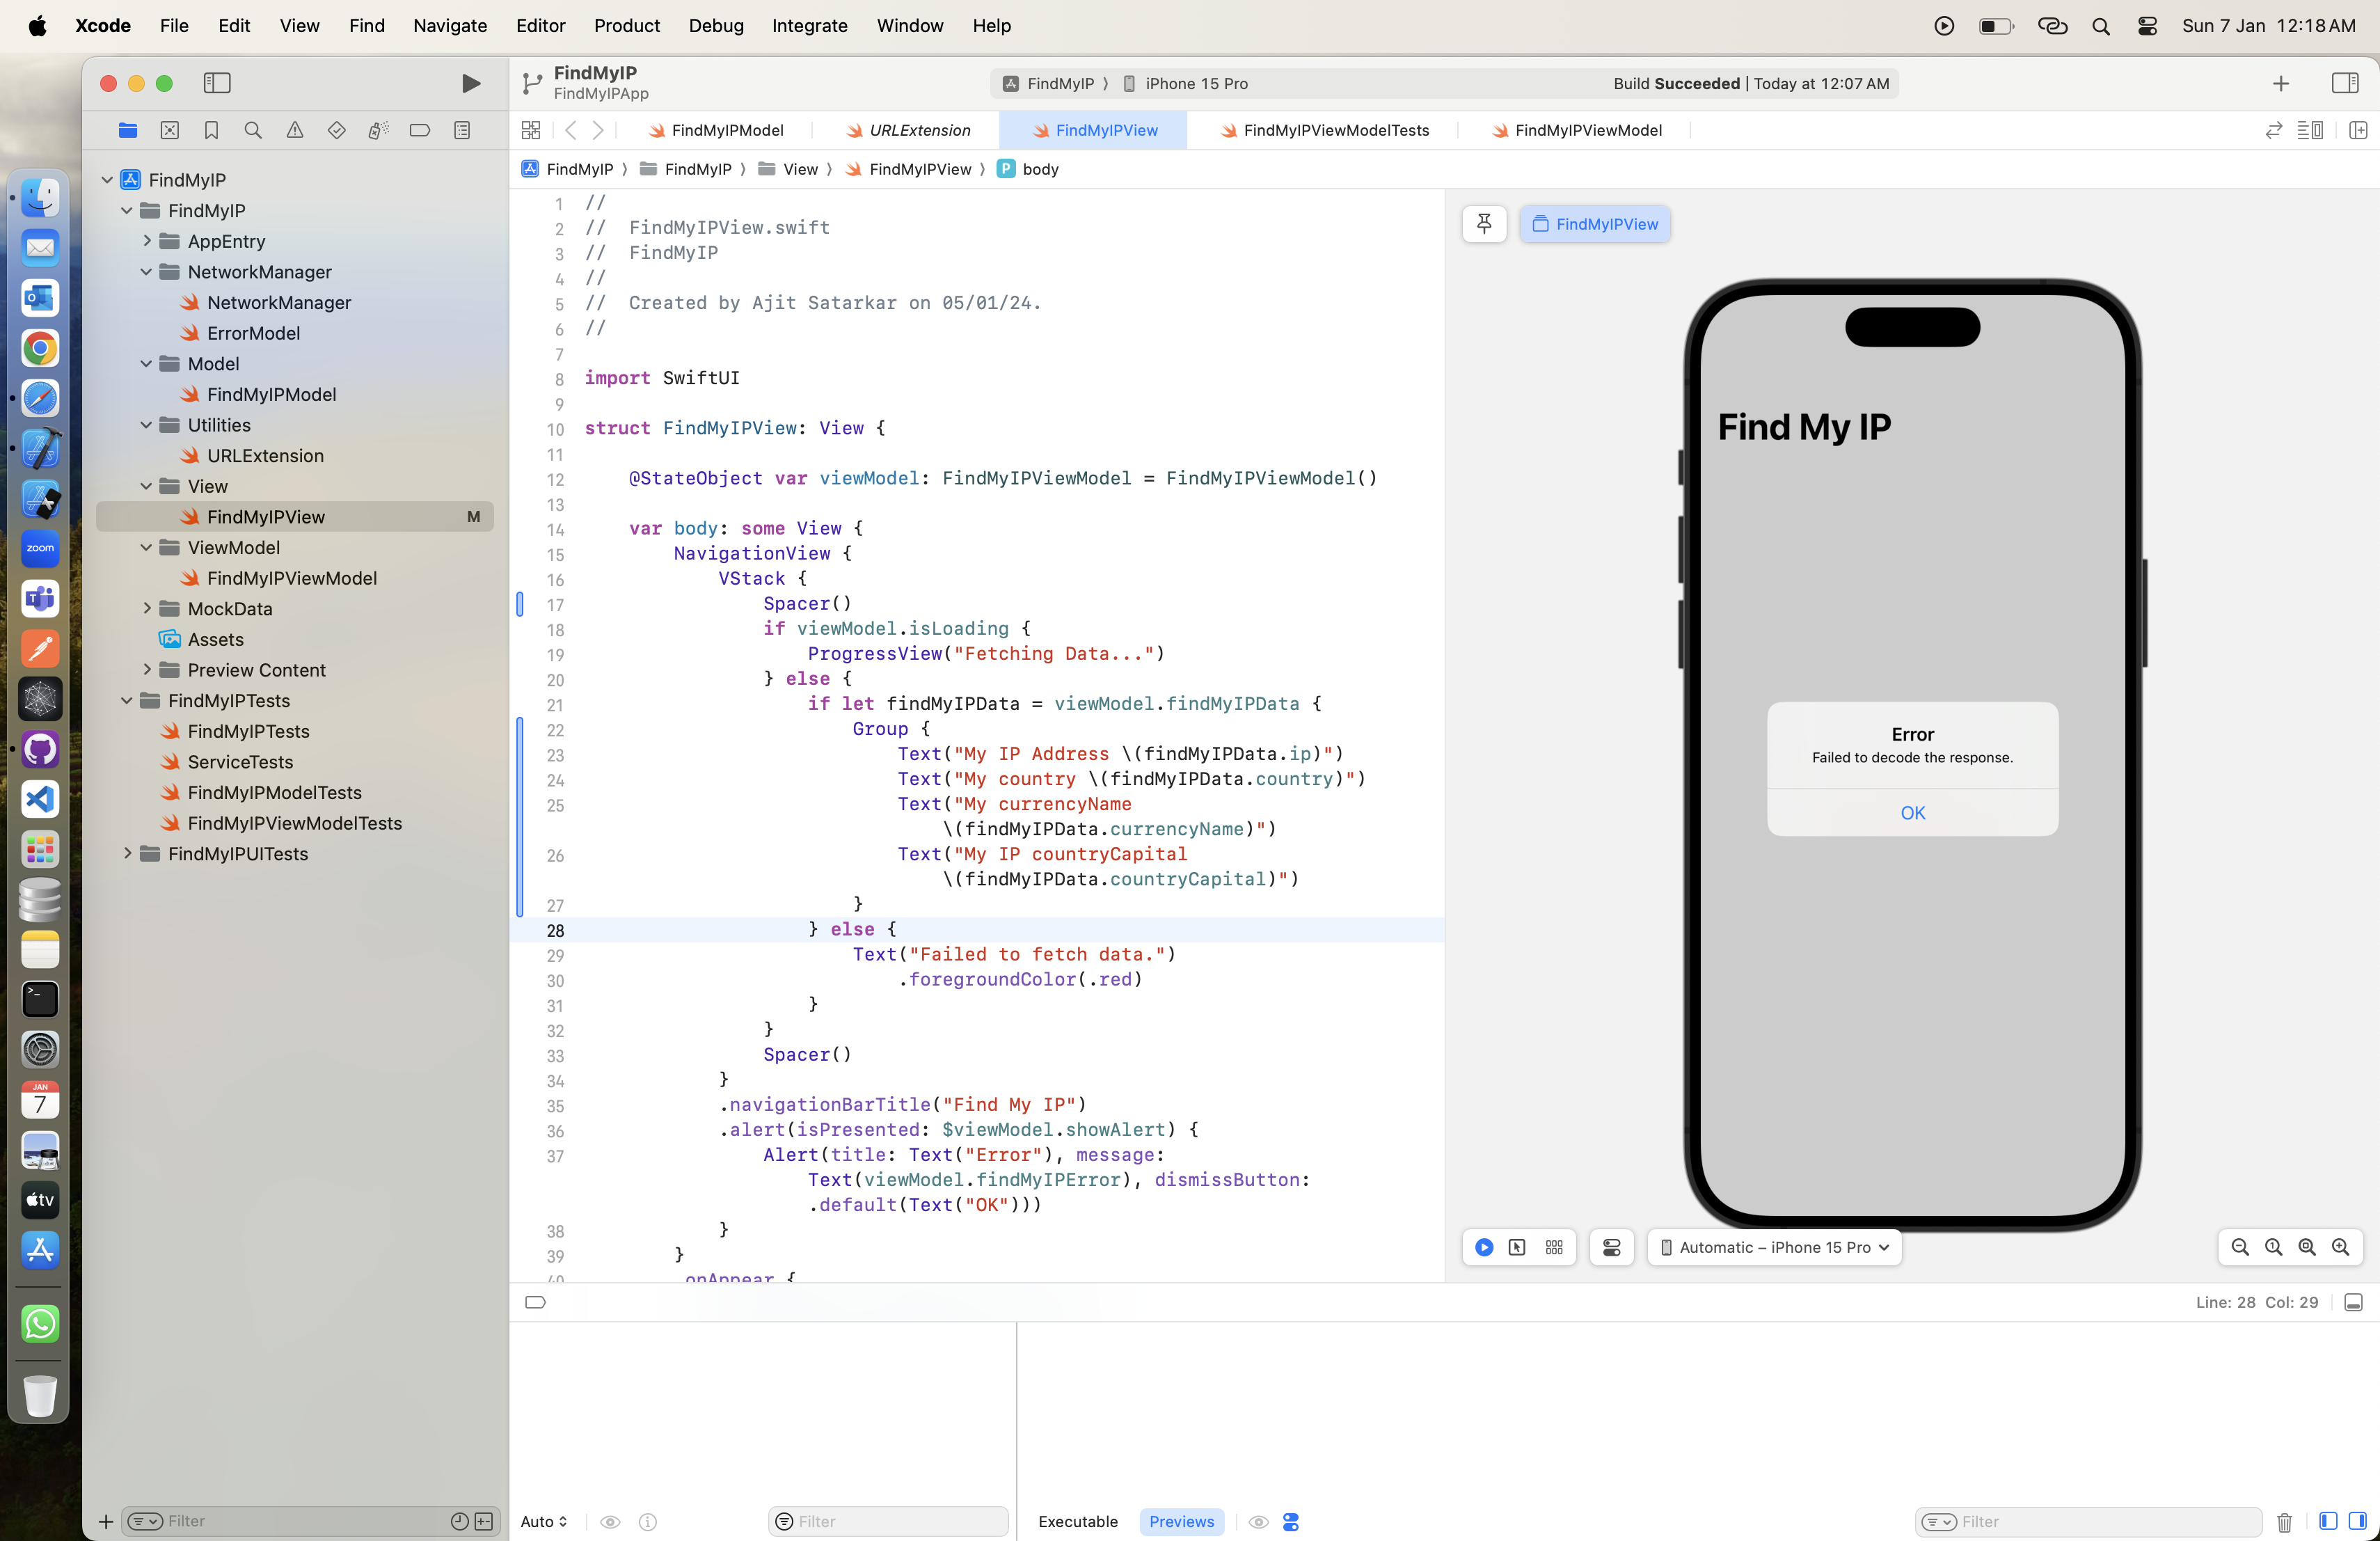 Xcode File Edit View Find Navigate Editor Product Debug Integrate Window Help
Sun 7 Jan 12:18 AM
FindMyIP
FindMyIPApp
FindMyIP
iPhone 15 Pro
Build Succeeded | Today at 12:07 AM
FindMyIPModel
URLExtension
FindMyIPView
FindMyIPViewModelTests
FindMyIPViewModel
FindMyIP
FindMyIP
View
FindMyIPView
P
body
FindMyIP
FindMyIP
AppEntry
NetworkManager
NetworkManager
ErrorModel
Model
FindMyIPModel
Utilities
URLExtension
View
FindMyIPView M
ViewModel
FindMyIPViewModel
MockData
Assets
Preview Content
FindMyIPTests
FindMyIPTests
ServiceTests
FindMyIPModelTests
FindMyIPViewModelTests
FindMyIPUITests
Filter
zoom
JAN
7
tv
1 //
2 //  FindMyIPView.swift
3 //  FindMyIP
4 //
5 //  Created by Ajit Satarkar on 05/01/24.
6 //
7
8 import SwiftUI
9
10 struct FindMyIPView: View {
11
12 @StateObject var viewModel: FindMyIPViewModel = FindMyIPViewModel()
13
14 var body: some View {
15 NavigationView {
16 VStack {
17 Spacer()
18 if viewModel.isLoading {
19 ProgressView("Fetching Data...")
20 } else {
21 if let findMyIPData = viewModel.findMyIPData {
22 Group {
23 Text("My IP Address \(findMyIPData.ip)")
24 Text("My country \(findMyIPData.country)")
25 Text("My currencyName
\(findMyIPData.currencyName)")
26 Text("My IP countryCapital
\(findMyIPData.countryCapital)")
27 }
28 } else {
29 Text("Failed to fetch data.")
30 .foregroundColor(.red)
31 }
32 }
33 Spacer()
34 }
35 .navigationBarTitle("Find My IP")
36 .alert(isPresented: $viewModel.showAlert) {
37 Alert(title: Text("Error"), message:
Text(viewModel.findMyIPError), dismissButton:
.default(Text("OK")))
38 }
39 }
40 .onAppear {
FindMyIPView
Find My IP
Error
Failed to decode the response.
OK
Automatic – iPhone 15 Pro
Line: 28 Col: 29
Auto
Filter
Executable
Previews
Filter